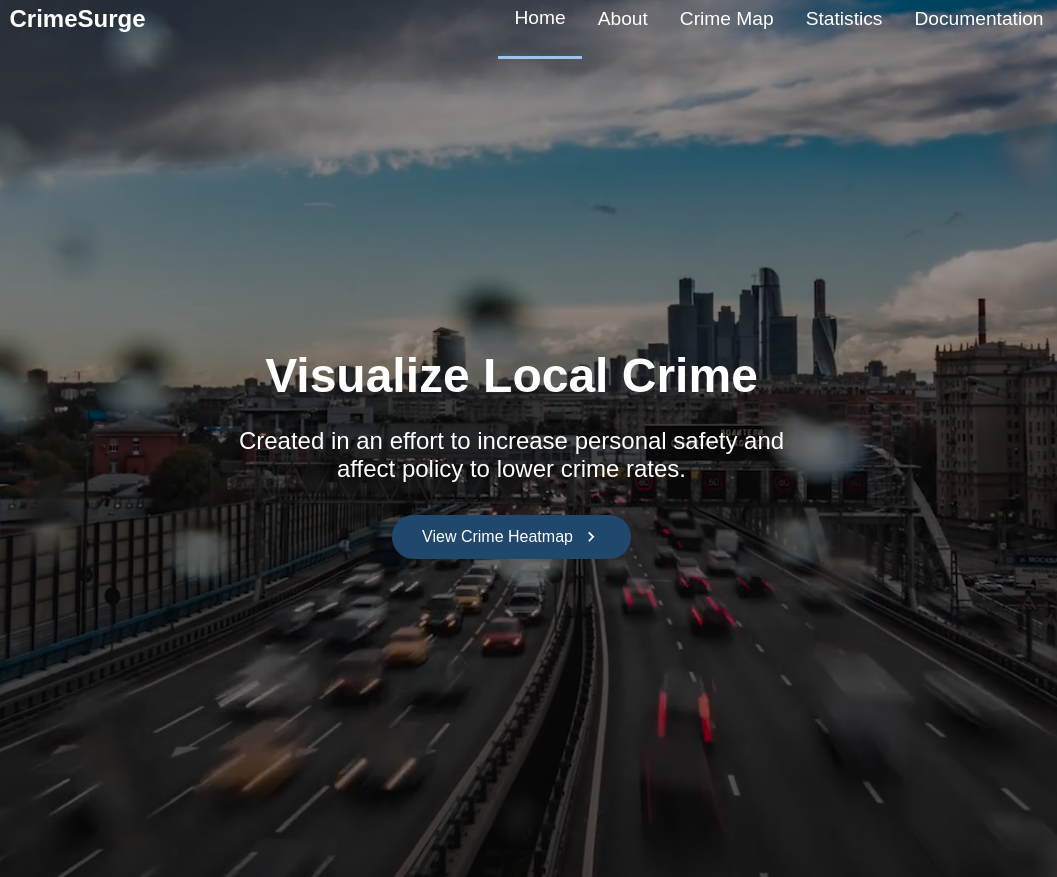 CrimeSurge
Home
About
Crime Map
Statistics
Documentation
Visualize Local Crime
Created in an effort to increase personal safety and
affect policy to lower crime rates.
View Crime Heatmap